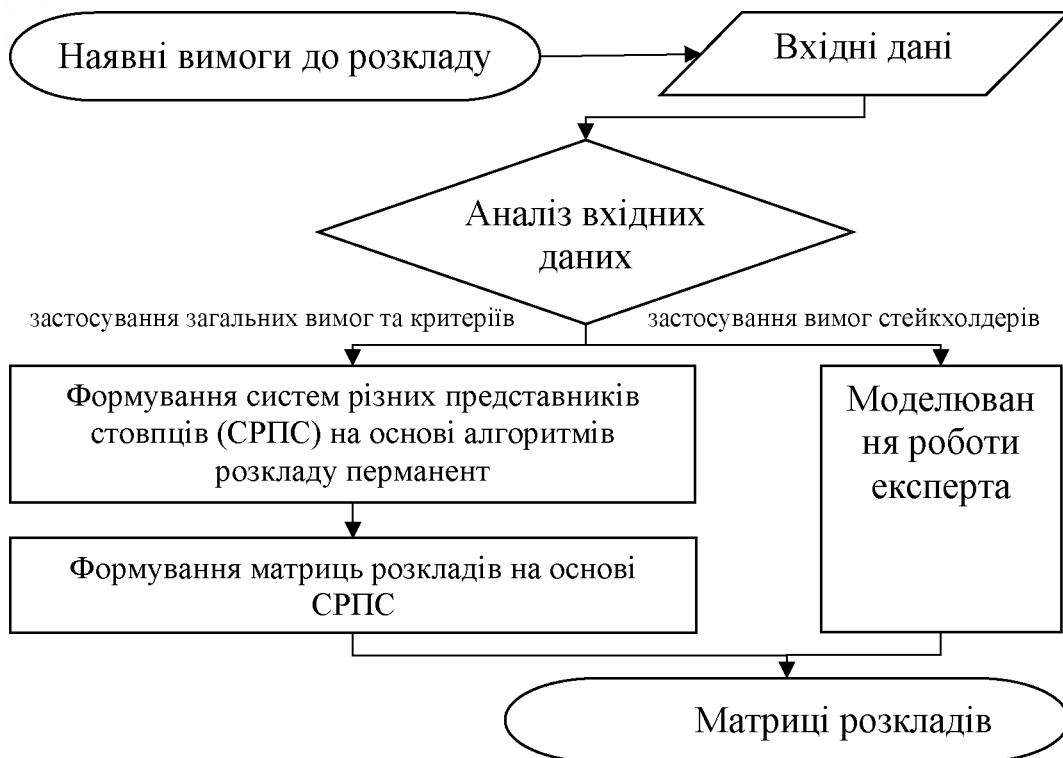 Наявні вимоги до розкладу
Вхідні дані
Аналіз вхідних
даних
застосування загальних вимог та критеріїв
застосування вимог стейкхолдерів
Формування систем різних представників
стовпців (СРПС) на основі алгоритмів
розкладу перманент
Моделюван
ня роботи
експерта
Формування матриць розкладів на основі
СРПС
Матриці розкладів